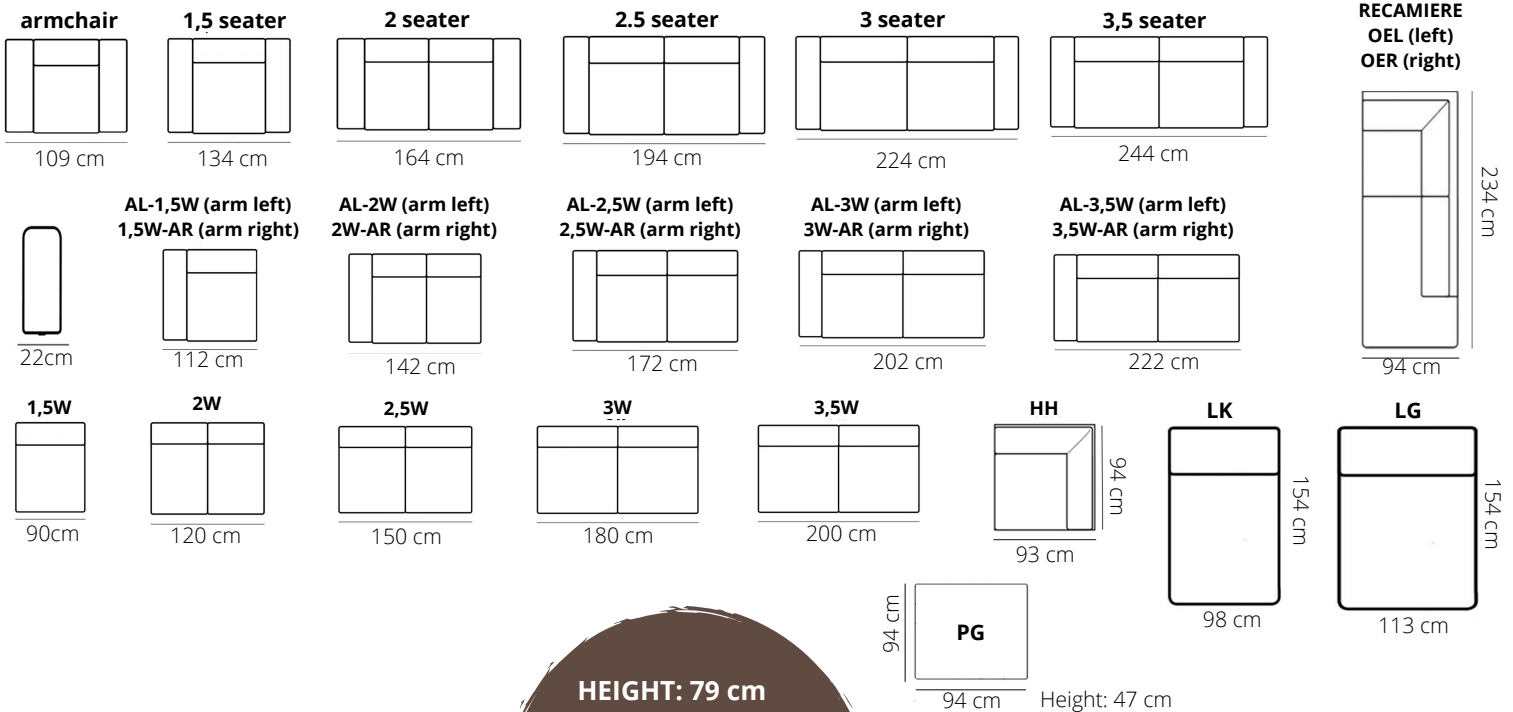 armchair
1,5 seater
2 seater
2.5 seater
3 seater
3,5 seater
RECAMIERE
OEL (left)
OER (right)
109 cm
134 cm
164 cm
194 cm
224 cm
244 cm
234 cm
94 cm
AL-1,5W (arm left)
1,5W-AR (arm right)
AL-2W (arm left)
2W-AR (arm right)
AL-2,5W (arm left)
2,5W-AR (arm right)
AL-3W (arm left)
3W-AR (arm right)
AL-3,5W (arm left)
3,5W-AR (arm right)
22cm
112 cm
142 cm
172 cm
202 cm
222 cm
1,5W
2W
2,5W
3W
3,5W
HH
LK
LG
90cm
120 cm
150 cm
180 cm
200 cm
94 cm
93 cm
154 cm
98 cm
154 cm
113 cm
94 cm
PG
94 cm
Height: 47 cm
HEIGHT: 79 cm